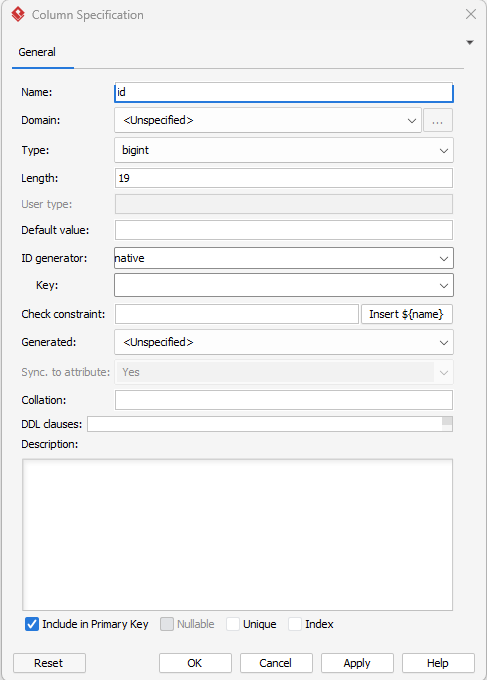 Column Specification
General
Name: id
Domain: <Unspecified> ...
Type: bigint
Length: 19
User type:
Default value:
ID generator: native
Key:
Check constraint: Insert ${name}
Generated: <Unspecified>
Sync. to attribute: Yes
Collation:
DDL clauses:
Description:
Include in Primary Key Nullable Unique Index
Reset OK Cancel Apply Help